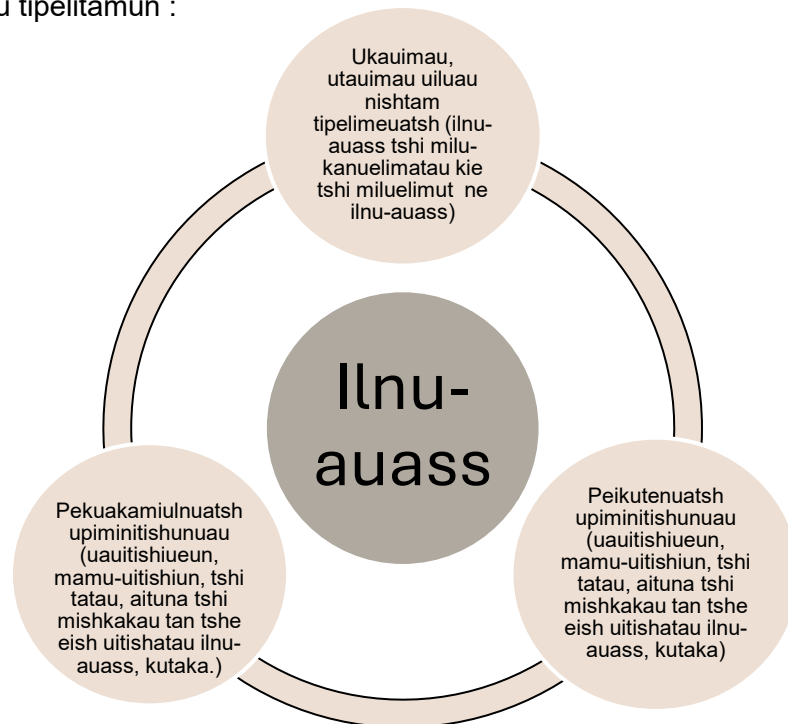 u tipelitamun :
Ukauimau,
utauimau uiluau
nishtam
tipelimeuatsh (ilnu-
auass tshi milu-
kanuelimatau kie
tshi miluelimut ne
ilnu-auass)
Ilnu-
auass
Pekuakamiulnuatsh
upiminitishunuau
(uauitishiueun,
mamu-uitishiun, tshi
tatau, aituna tshi
mishkakau tan tshe
eish uitishatau ilnu-
auass, kutaka.)
Peikutenuatsh
upiminitishunuau
(uauitishiueun,
mamu-uitishiun, tshi
tatau, aituna tshi
mishkakau tan tshe
eish uitishatau ilnu-
auass, kutaka)